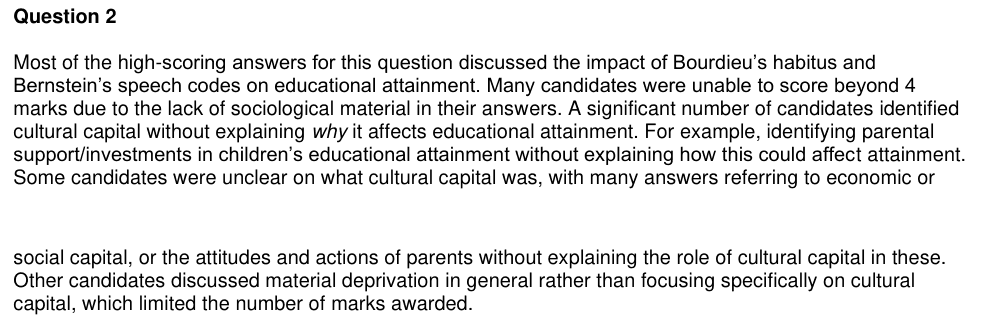 Question 2
Most of the high-scoring answers for this question discussed the impact of Bourdieu's habitus and
Bernstein's speech codes on educational attainment. Many candidates were unable to score beyond 4
marks due to the lack of sociological material in their answers. A significant number of candidates identified
cultural capital without explaining why it affects educational attainment. For example, identifying parental
support/investments in children's educational attainment without explaining how this could affect attainment.
Some candidates were unclear on what cultural capital was, with many answers referring to economic or
social capital, or the attitudes and actions of parents without explaining the role of cultural capital in these.
Other candidates discussed material deprivation in general rather than focusing specifically on cultural
capital, which limited the number of marks awarded.